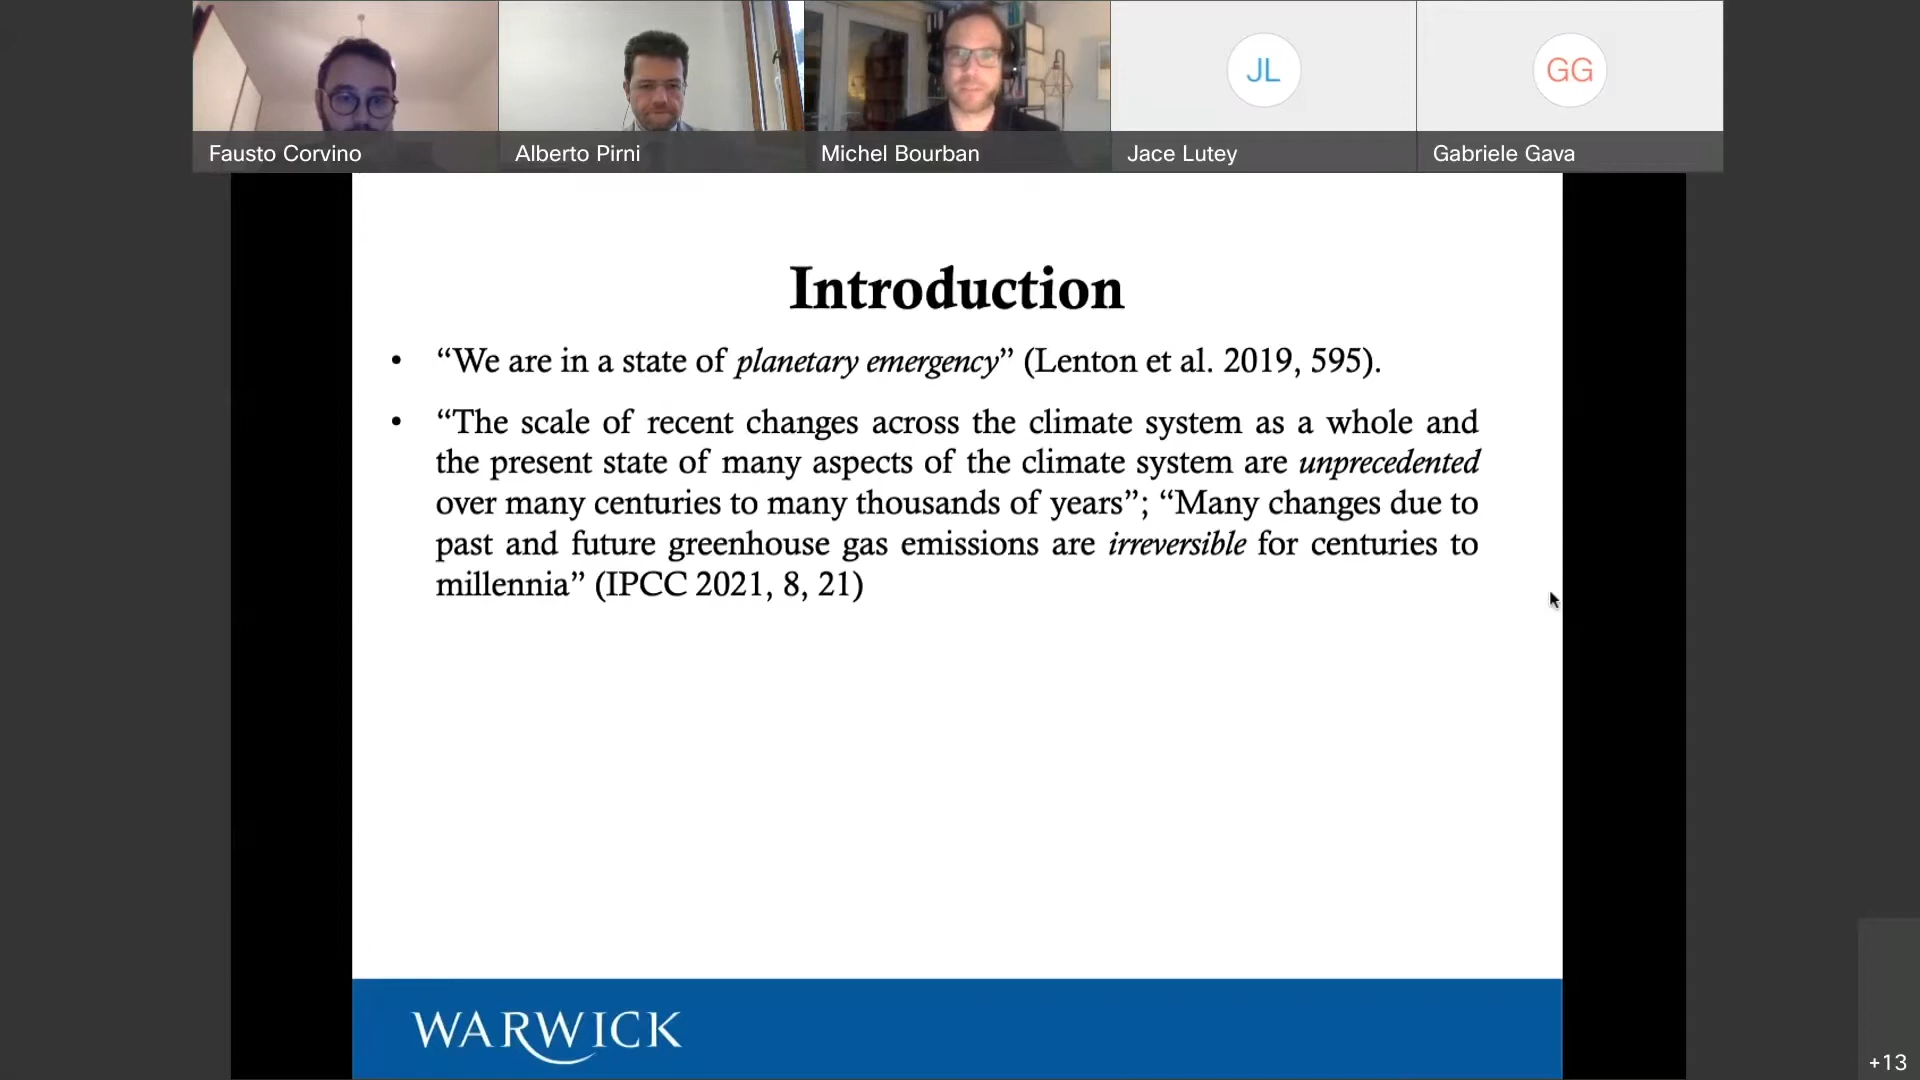 JL
GG
Fausto Corvino
Alberto Pirni
Michel Bourban
Jace Lutey
Gabriele Gava
Introduction
• “We are in a state of planetary emergency” (Lenton et al. 2019, 595).
• “The scale of recent changes across the climate system as a whole and
the present state of many aspects of the climate system are unprecedented
over many centuries to many thousands of years”; “Many changes due to
past and future greenhouse gas emissions are irreversible for centuries to
millennia” (IPCC 2021, 8, 21)
WARWICK
+13